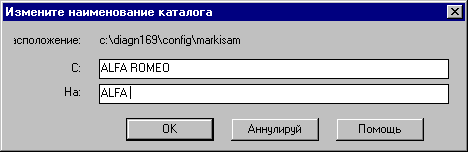 Измените наименование каталога
асположение: c:\diagn169\config\markisam
С: ALFA ROMEO
На: ALFA
OK Аннулируй Помощь